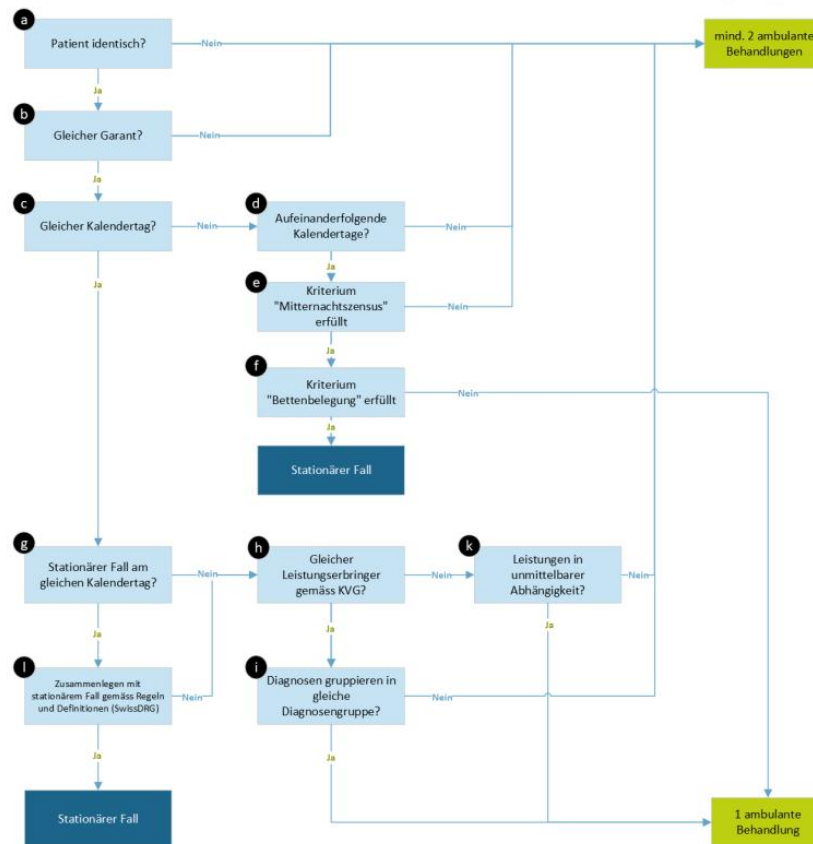 a
Patient identisch?
Nein
mind. 2 ambulante
Behandlungen
Ja
b
Gleicher Garant?
Nein
Ja
c
Gleicher Kalendertag?
Nein
d
Aufeinanderfolgende
Kalendertage?
Nein
Ja
Ja
e
Kriterium
"Mitternachtszensus"
erfüllt
Nein
Ja
f
Kriterium
"Bettenbelegung" erfüllt
Nein
Ja
Stationärer Fall
g
Stationärer Fall am
gleichen Kalendertag?
Nein
h
Gleicher
Leistungserbringer
gemäss KVG?
Nein
k
Leistungen in
unmittelbarer
Abhängigkeit?
Nein
Ja
Ja
Ja
l
Zusammenlegen mit
stationärem Fall gemäss Regeln
und Definitionen (SwissDRG)
Nein
i
Diagnosen gruppieren in
gleiche
Diagnosengruppe?
Nein
Ja
Ja
Stationärer Fall
1 ambulante
Behandlung